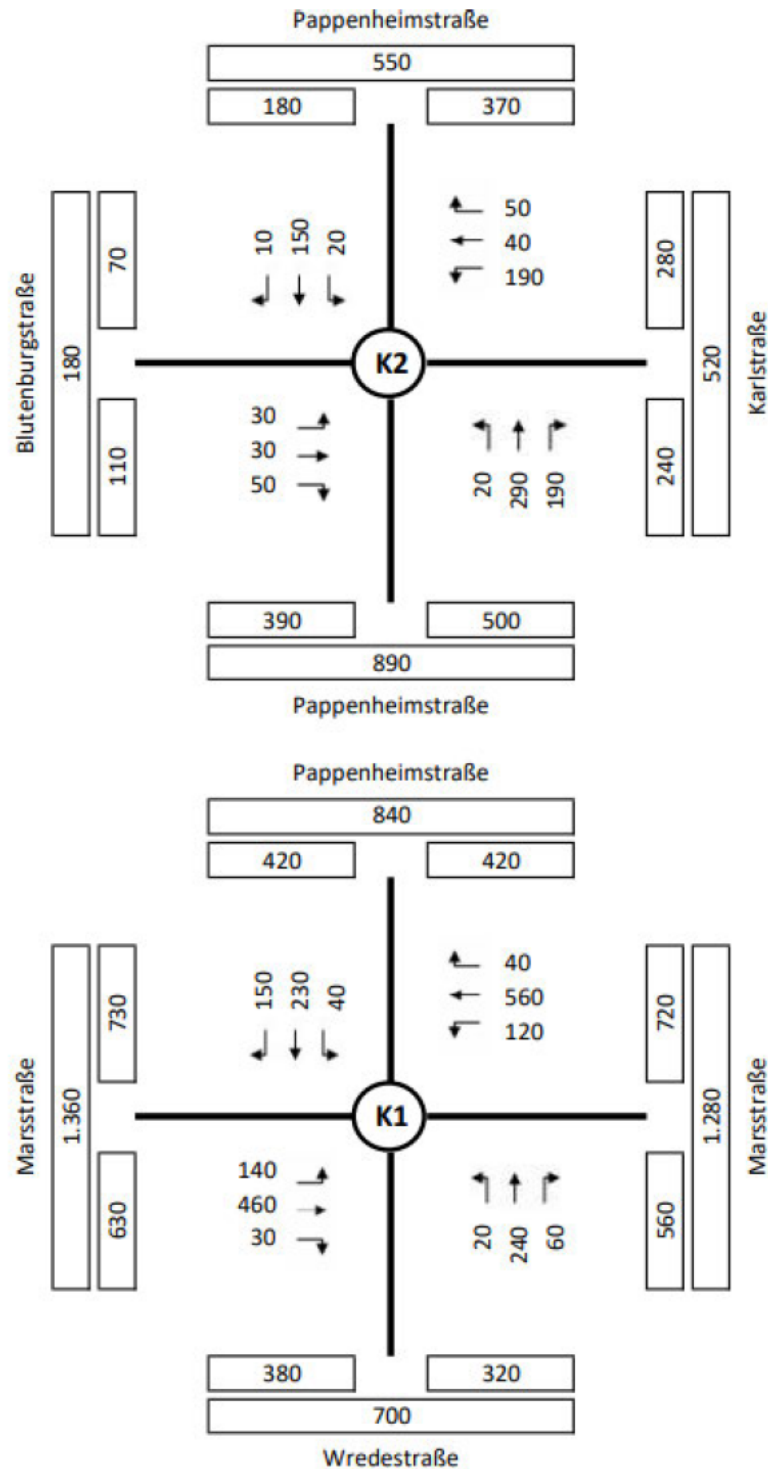 Pappenheimstraße
550
180 370
10 150 20
50
40
190
Blutenburgstraße
180
70
110
K2
280
240
520
Karlstraße
30
30
50
20 290 190
390 500
890
Pappenheimstraße
Pappenheimstraße
840
420 420
150 230 40
40
560
120
Marsstraße
1.360
730
630
K1
720
560
1.280
Marsstraße
140
460
30
20 240 60
380 320
700
Wredestraße